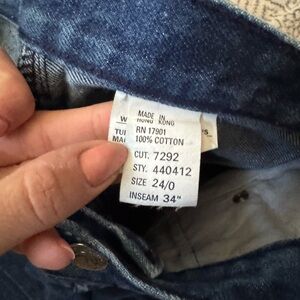 MADE IN
HONG KONG
RN 17901
100% COTTON
CUT. 7292
STY. 440412
SIZE 24/0
INSEAM 34"